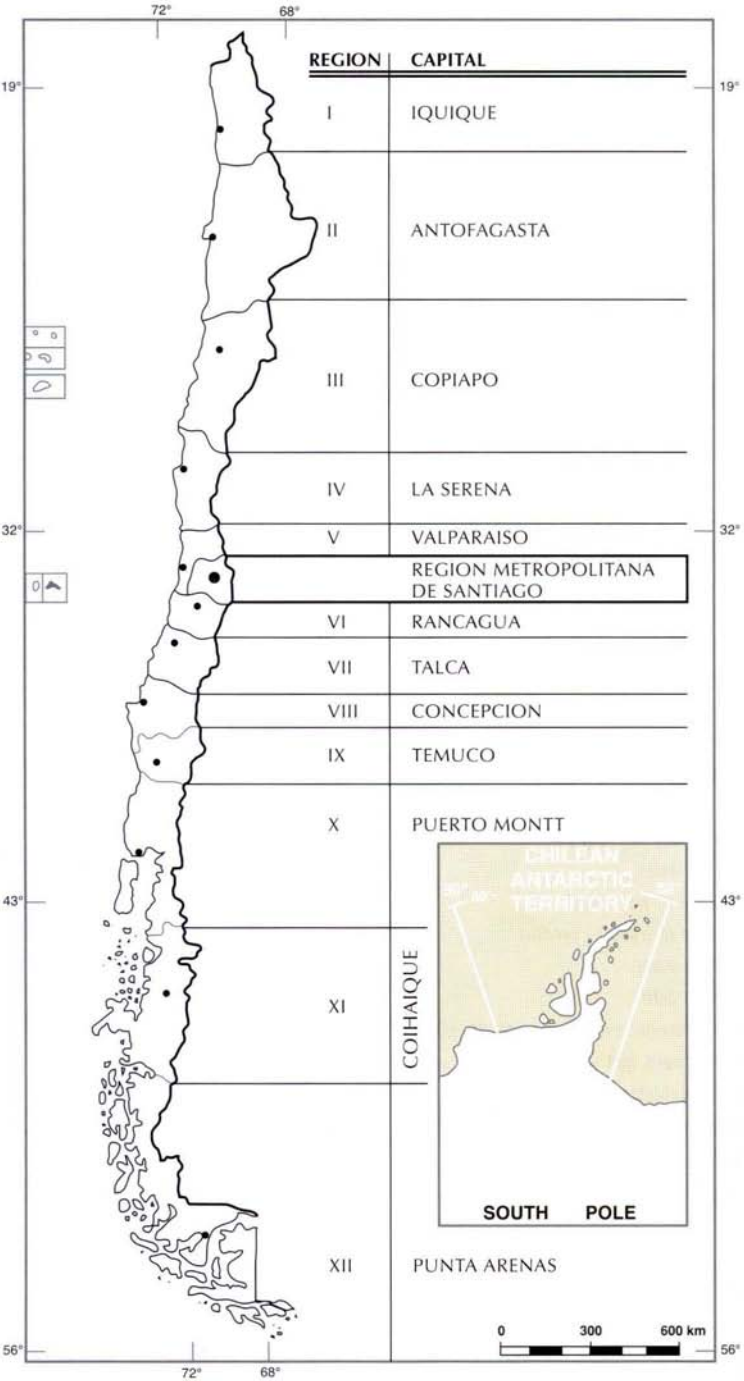 72° 68°
REGION CAPITAL
19° 19°
I IQUIQUE
II ANTOFAGASTA
III COPIAPO
IV LA SERENA
32° 32°
V VALPARAISO
REGION METROPOLITANA
DE SANTIAGO
VI RANCAGUA
VII TALCA
VIII CONCEPCION
IX TEMUCO
X PUERTO MONTT
CHILEAN
ANTARCTIC
TERRITORY
43° 43°
XI COIHAIQUE
SOUTH POLE
XII PUNTA ARENAS
0 300 600 km
56° 56°
72° 68°